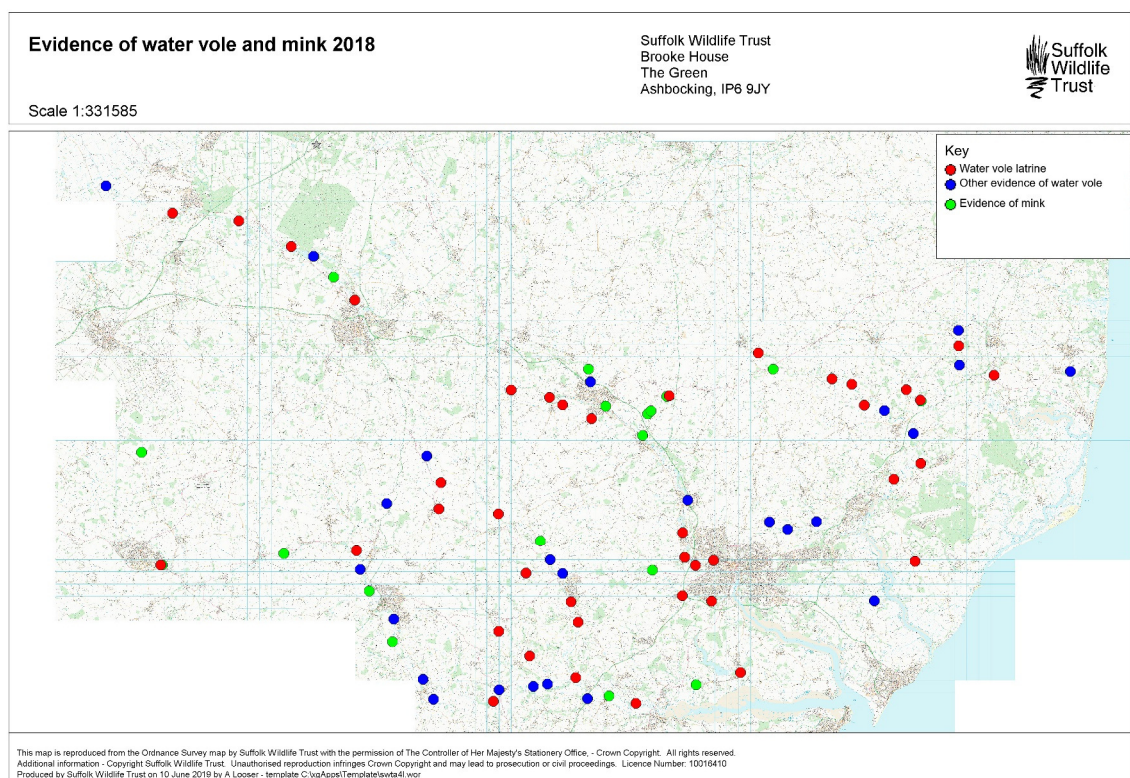 Evidence of water vole and mink 2018
Scale 1:331585
Suffolk Wildlife Trust
Brooke House
The Green
Ashbocking, IP6 9JY
Suffolk
Wildlife
Trust
Key
Water vole latrine
Other evidence of water vole
Evidence of mink
This map is reproduced from the Ordnance Survey map by Suffolk Wildlife Trust with the permission of The Controller of Her Majesty's Stationery Office, - Crown Copyright. All rights reserved.
Additional information - Copyright Suffolk Wildlife Trust. Unauthorised reproduction infringes Crown Copyright and may lead to prosecution or civil proceedings. Licence Number: 10016410
Produced by Suffolk Wildlife Trust on 10 June 2019 by A Looser - template C:\xgApps\Template\swta4l.wor